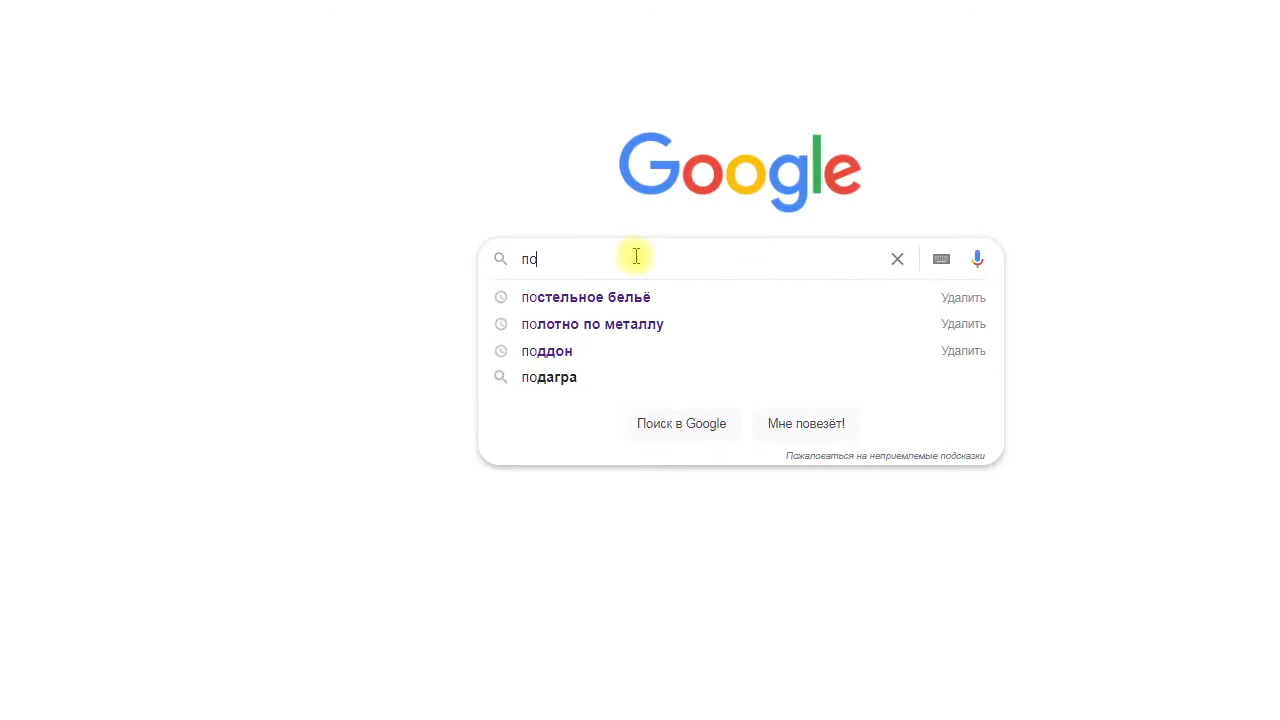 Google
по
постельное бельё Удалить
полотно по металлу Удалить
поддон Удалить
подагра
Поиск в Google Мне повезёт!
Пожаловаться на неприемлемые подсказки